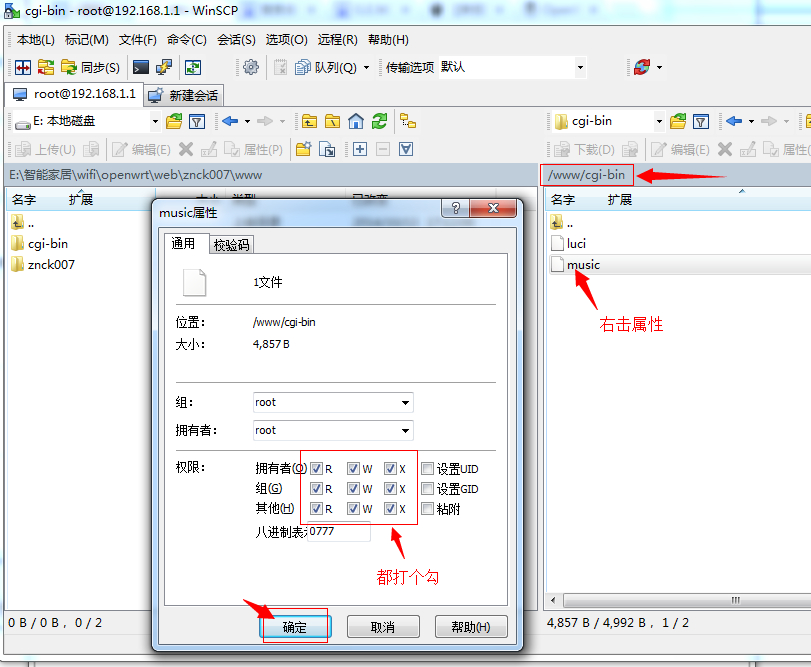 cgi-bin - root@192.168.1.1 - WinSCP
本地(L) 标记(M) 文件(F) 命令(C) 会话(S) 选项(O) 远程(R) 帮助(H)
同步(S) 队列(Q) 传输选项 默认
root@192.168.1.1 新建会话
E: 本地磁盘 cgi-bin
上传(U) 编辑(E) 属性(P) 下载(D) 编辑(E) 属性(
E:\智能家居\wifi\openwrt\web\znck007\www /www/cgi-bin
名字 扩展 大小 类型 已改变 名字 扩展
..
cgi-bin
znck007
..
luci
music
右击属性
music属性
通用 校验码
1文件
位置: /www/cgi-bin
大小: 4,857 B
组: root
拥有者: root
权限: 拥有者(O) R W X 设置UID
组(G) R W X 设置GID
其他(H) R W X 粘附
八进制表 0777
都打个勾
确定 取消 帮助(H)
0 B / 0 B, 0 / 2 4,857 B / 4,992 B, 1 / 2